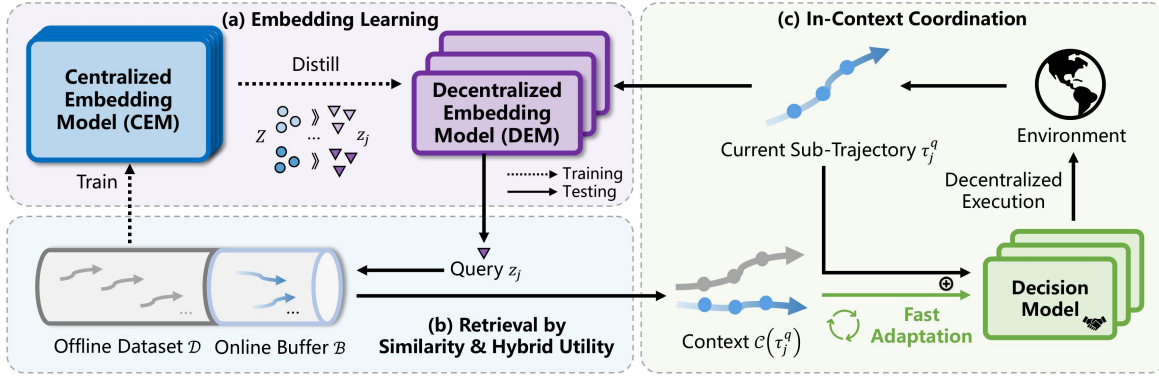 (a) Embedding Learning
Centralized
Embedding
Model (CEM)
Distill
Z
...
z_j
Decentralized
Embedding
Model (DEM)
Train
Training
Testing
Query z_j
...
...
Offline Dataset 𝒟
Online Buffer ℬ
(b) Retrieval by
Similarity & Hybrid Utility
(c) In-Context Coordination
Current Sub-Trajectory τ_j^q
Environment
Decentralized
Execution
Context 𝒞(τ_j^q)
⊕
Fast
Adaptation
Decision
Model